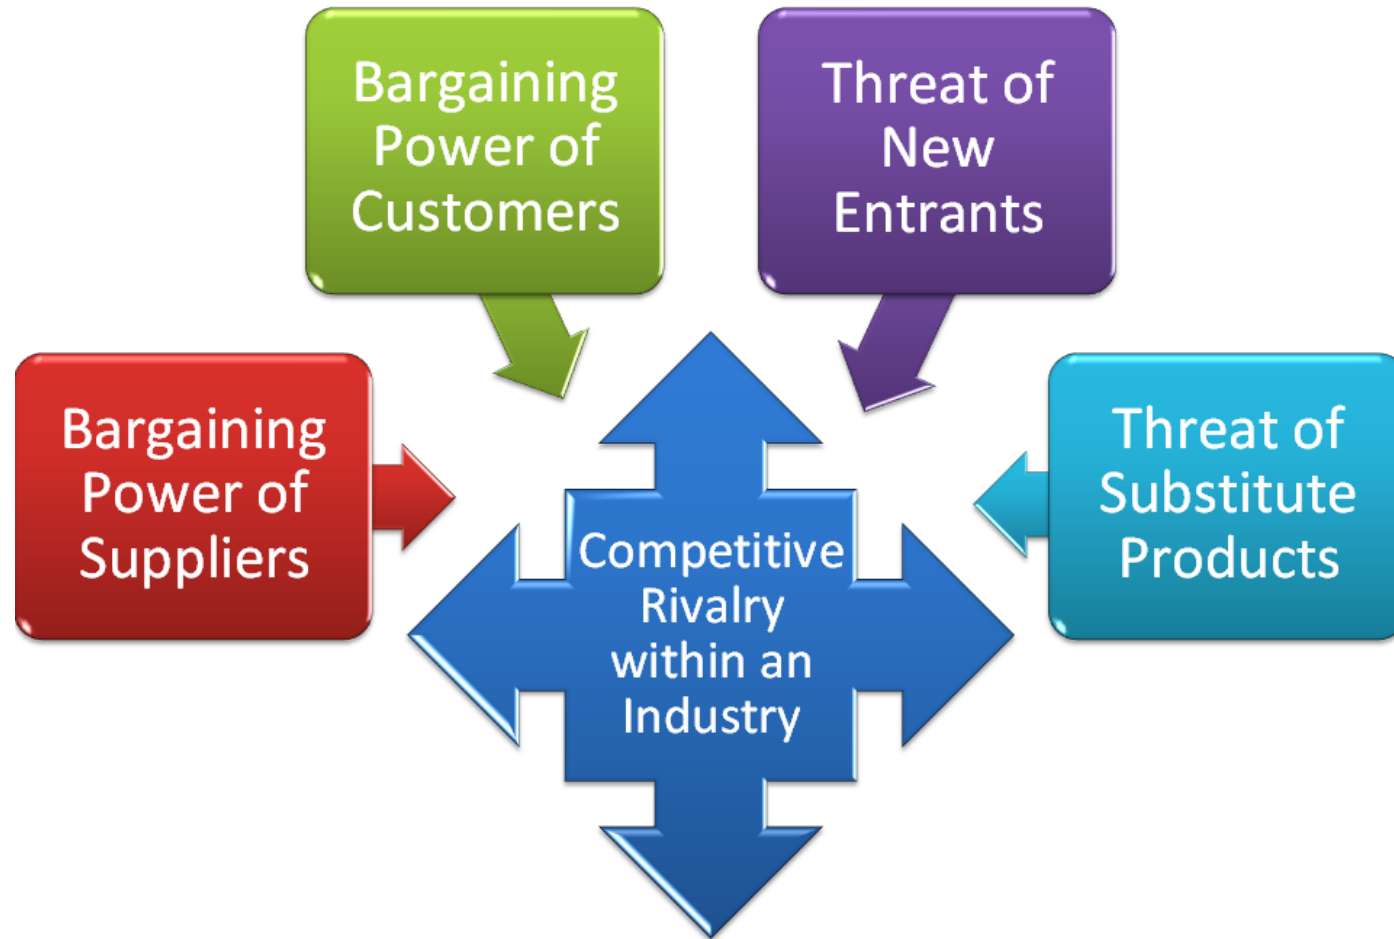 Bargaining
Power of
Customers
Threat of
New
Entrants
Bargaining
Power of
Suppliers
Threat of
Substitute
Products
Competitive
Rivalry
within an
Industry